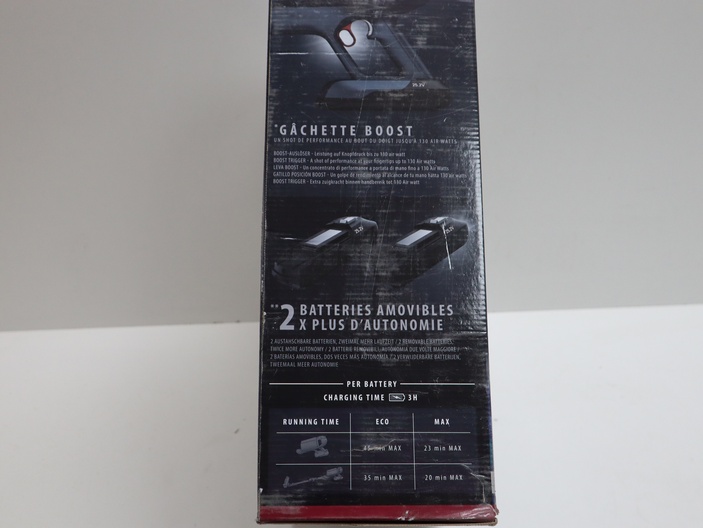 25.2V
*GÂCHETTE BOOST
UN SHOT DE PERFORMANCE AU BOUT DU DOIGT JUSQU'À 130 AIR WATTS
BOOST-AUSLÖSER - Leistung auf Knopfdruck bis zu 130 air watt
BOOST TRIGGER - A shot of performance at your fingertips up to 130 Air watts
LEVA BOOST - Un concentrato di performance a portata di mano fino a 130 Air Watts
GATILLO POSICIÓN BOOST - Un golpe de rendimiento al alcance de la mano hasta 130 air watts
BOOST TRIGGER - Extra zuigkracht binnen handbereik tot 130 Air watt
25.2V
25.2V
**2 BATTERIES AMOVIBLES
X PLUS D'AUTONOMIE
2 AUSTAUSCHBARE BATTERIEN, ZWEIMAL MEHR LAUFZEIT / 2 REMOVABLE BATTERIES,
TWICE MORE AUTONOMY / 2 BATTERIE REMOVIBILI, AUTONOMIA DUE VOLTE MAGGIORE /
2 BATERÍAS AMOVIBLES, DOS VECES MÁS AUTONOMÍA / 2 VERWIJDERBARE BATTERIJEN,
TWEEMAAL MEER AUTONOMIE
PER BATTERY
CHARGING TIME 3H
RUNNING TIME ECO MAX
45 min MAX 23 min MAX
35 min MAX 20 min MAX